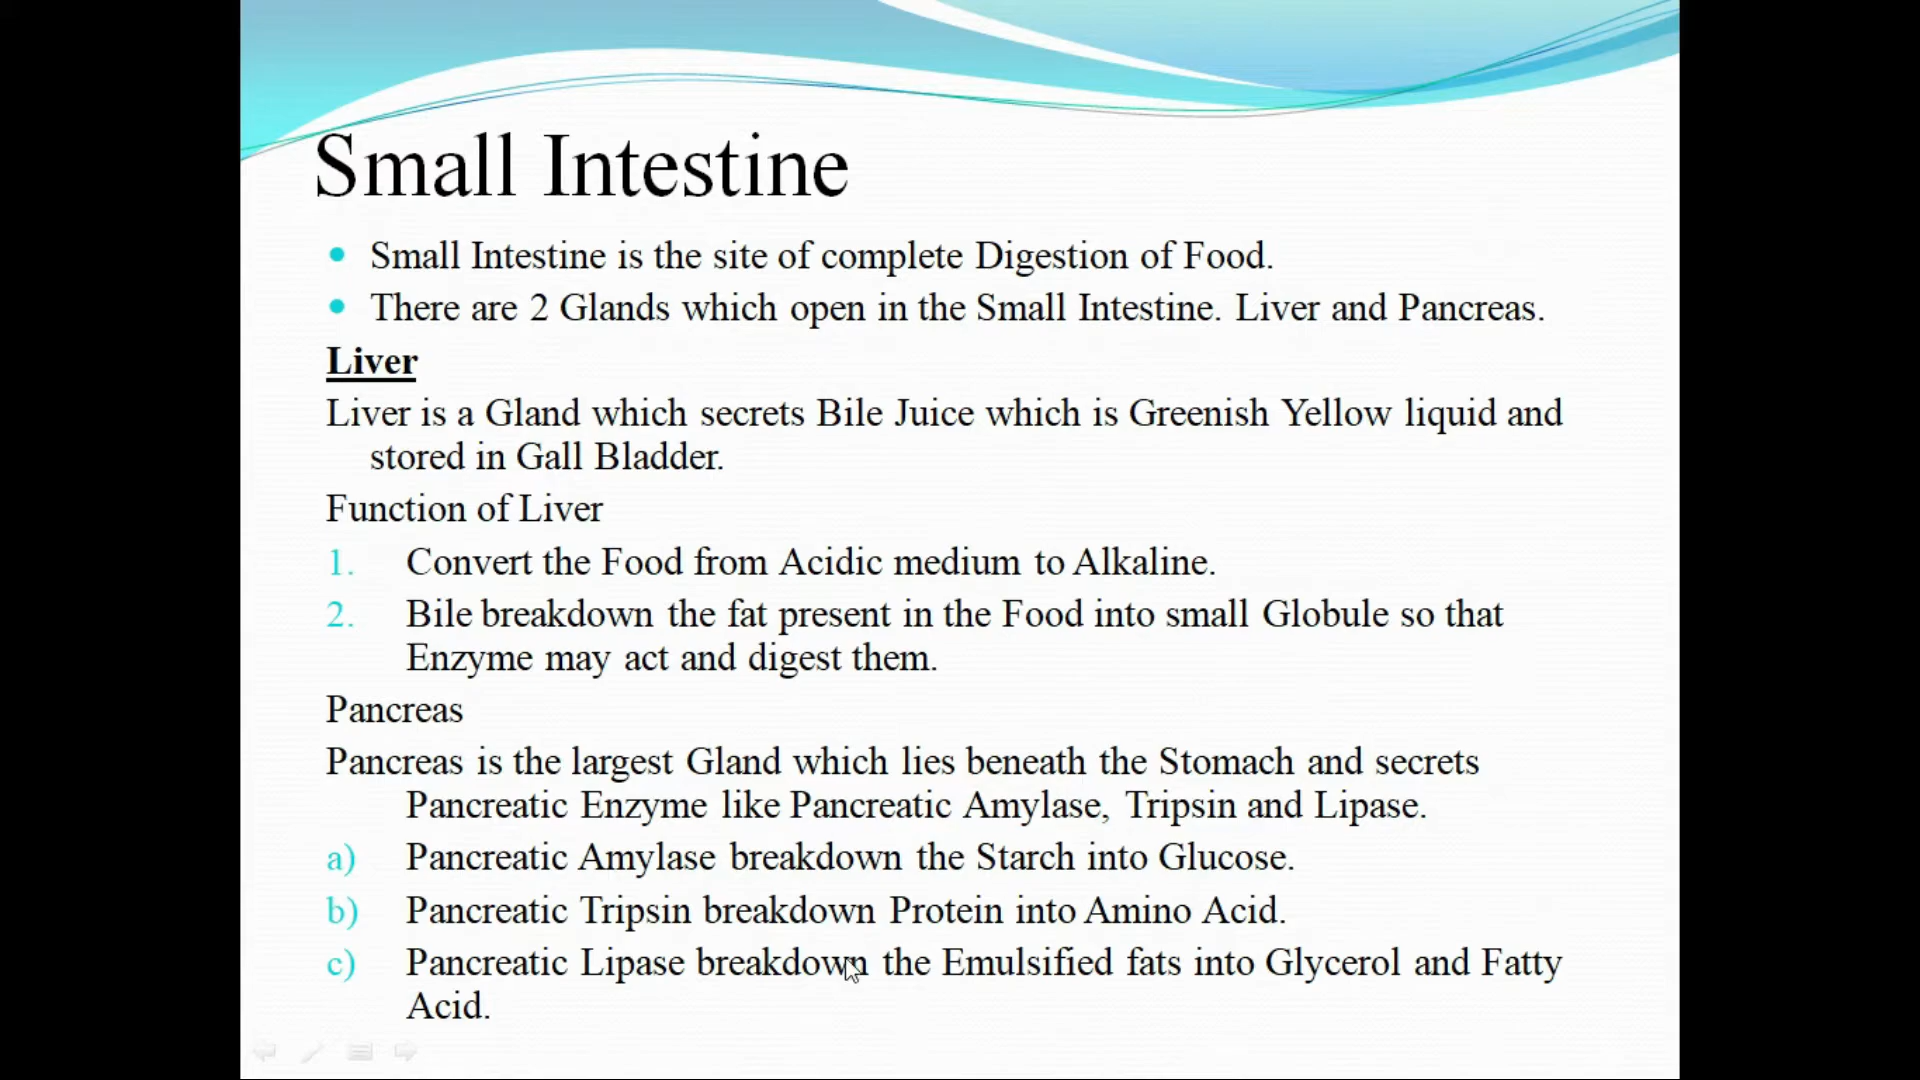 Small Intestine
• Small Intestine is the site of complete Digestion of Food.
• There are 2 Glands which open in the Small Intestine. Liver and Pancreas.
Liver
Liver is a Gland which secrets Bile Juice which is Greenish Yellow liquid and
stored in Gall Bladder.
Function of Liver
1. Convert the Food from Acidic medium to Alkaline.
2. Bile breakdown the fat present in the Food into small Globule so that
Enzyme may act and digest them.
Pancreas
Pancreas is the largest Gland which lies beneath the Stomach and secrets
Pancreatic Enzyme like Pancreatic Amylase, Tripsin and Lipase.
a) Pancreatic Amylase breakdown the Starch into Glucose.
b) Pancreatic Tripsin breakdown Protein into Amino Acid.
c) Pancreatic Lipase breakdown the Emulsified fats into Glycerol and Fatty
Acid.